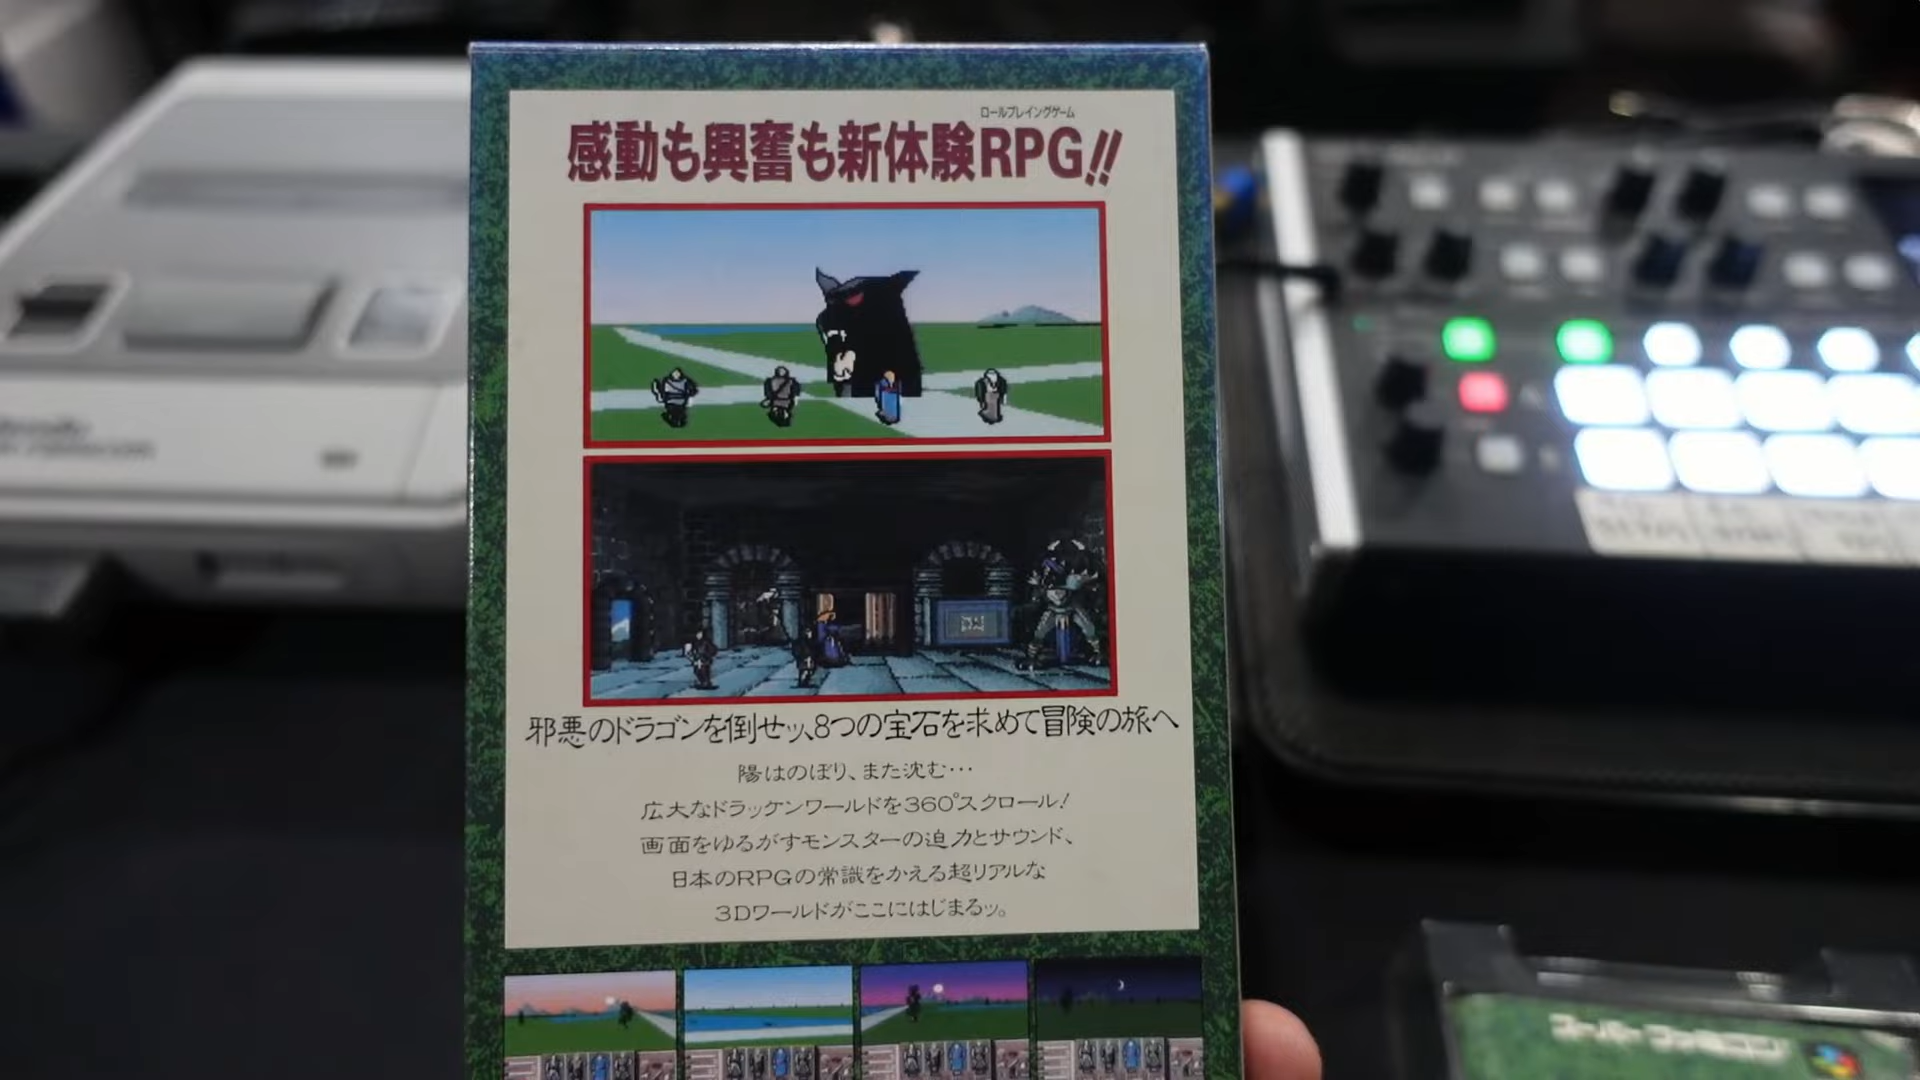 ロールプレイングゲーム
感動も興奮も新体験RPG!!
邪悪のドラゴンを倒せッ、8つの宝石を求めて冒険の旅へ
陽はのぼり、また沈む…
広大なドラッケンワールドを360°スクロール!
画面をゆるがすモンスターの迫力とサウンド、
日本のRPGの常識をかえる超リアルな
3Dワールドがここにはじまるッ。
スーパーファミコン